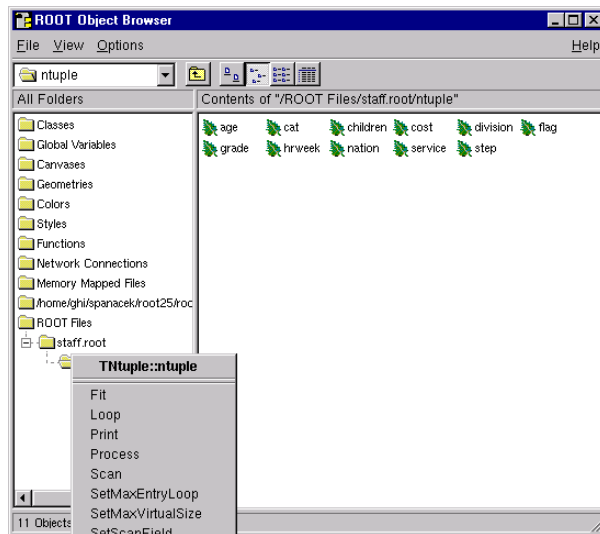 ROOT Object Browser
File View Options Help
ntuple
All Folders
Contents of "/ROOT Files/staff.root/ntuple"
Classes
Global Variables
Canvases
Geometries
Colors
Styles
Functions
Network Connections
Memory Mapped Files
/home/ghi/spanacek/root25/roc
ROOT Files
staff.root
age cat children cost division flag
grade hrweek nation service step
TNtuple::ntuple
Fit
Loop
Print
Process
Scan
SetMaxEntryLoop
SetMaxVirtualSize
SetScanField
11 Objects